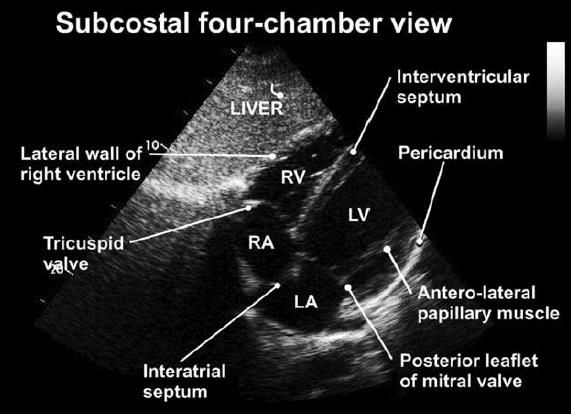 Subcostal four-chamber view
LIVER
Interventricular
septum
Lateral wall of
right ventricle
10
Pericardium
RV
LV
Tricuspid
valve
20
RA
LA
Antero-lateral
papillary muscle
Interatrial
septum
Posterior leaflet
of mitral valve